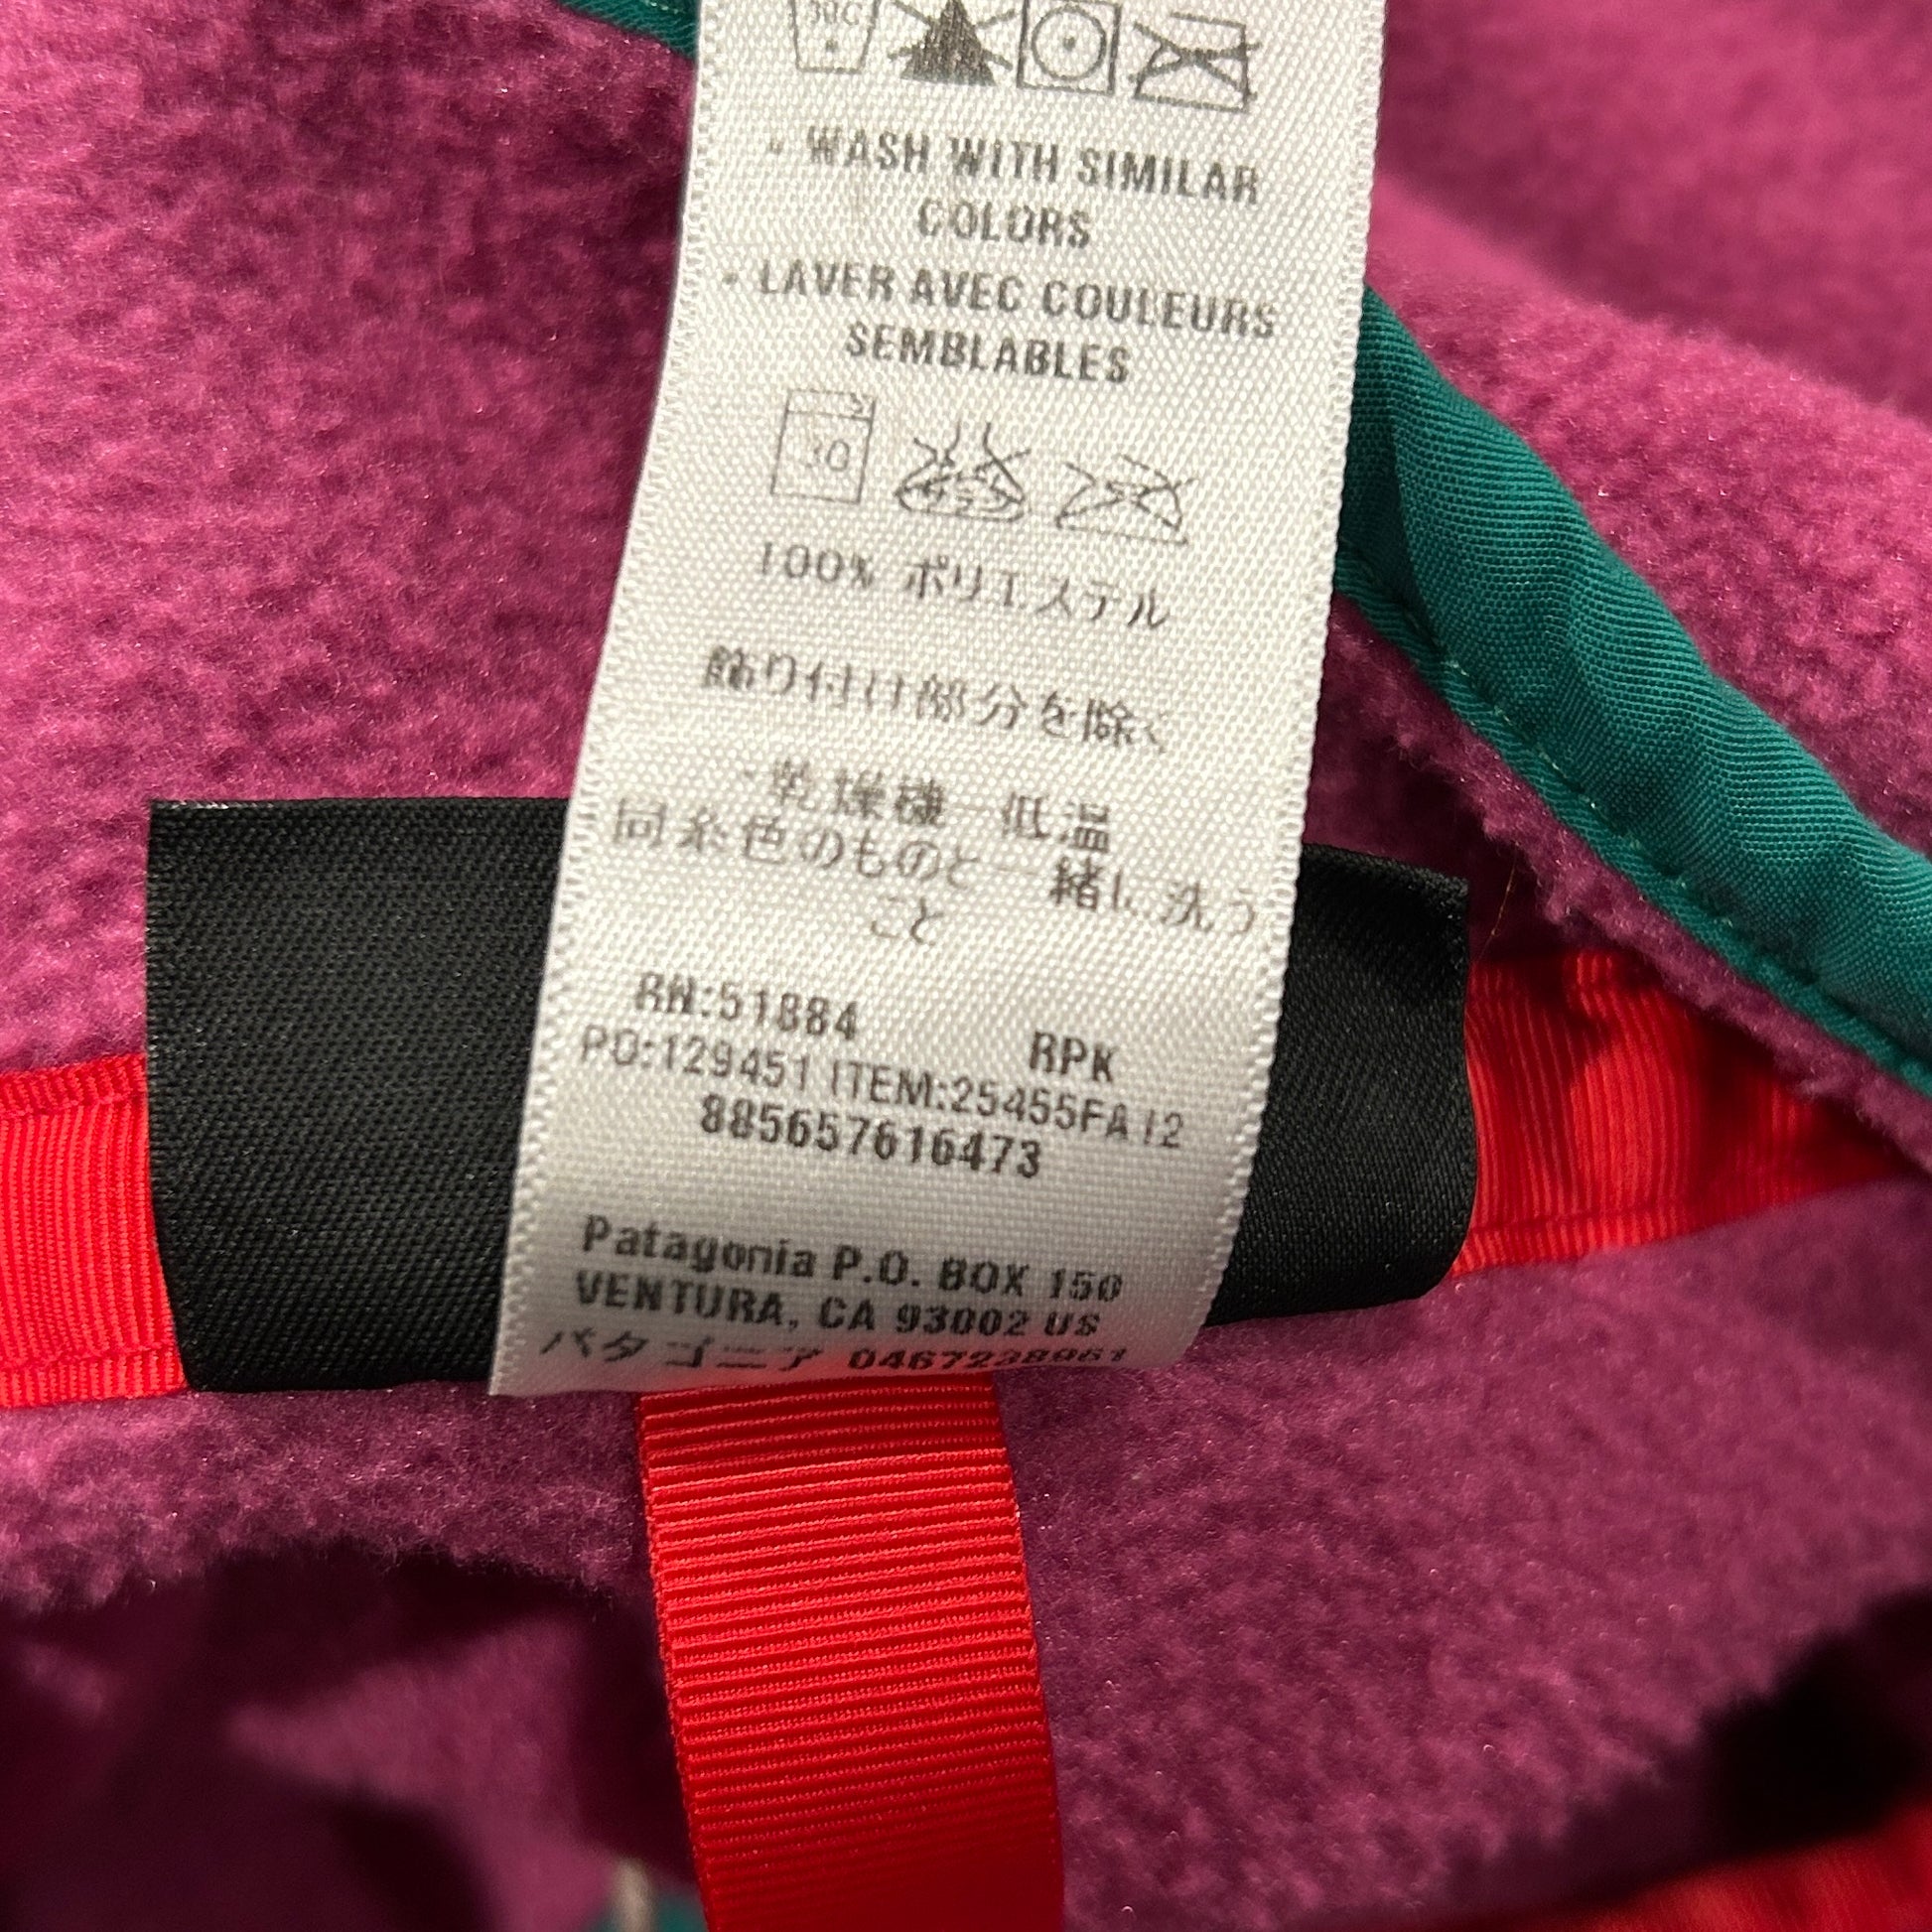 30C
- WASH WITH SIMILAR
COLORS
- LAVER AVEC COULEURS
SEMBLABLES
30
100% ポリエステル
飾り付け部分を除く
・乾燥機ー低温
同系色のものと一緒に洗う
こと
RN:51884
RPK
PO:129451 ITEM:25455FA12
885657616473
Patagonia P.O. BOX 150
VENTURA, CA 93002 US
パタゴニア